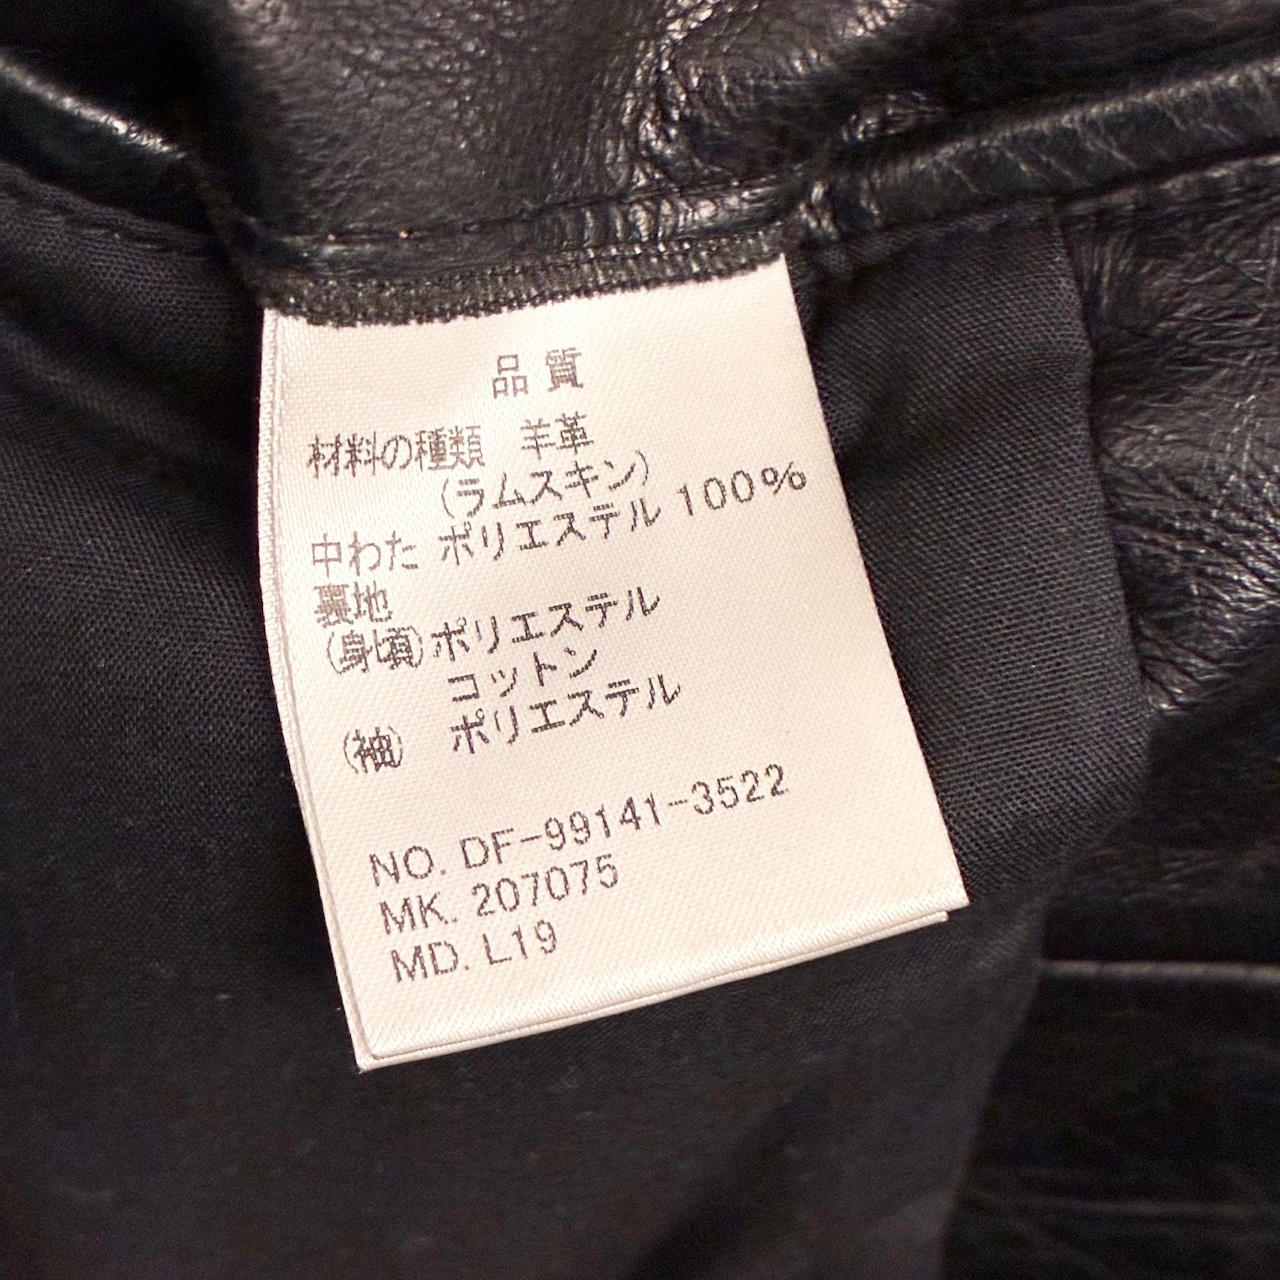 品質
材料の種類 羊革
(ラムスキン)
中わた ポリエステル 100%
裏地
(身頃)ポリエステル
コットン
(袖) ポリエステル
NO. DF-99141-3522
MK. 207075
MD. L19